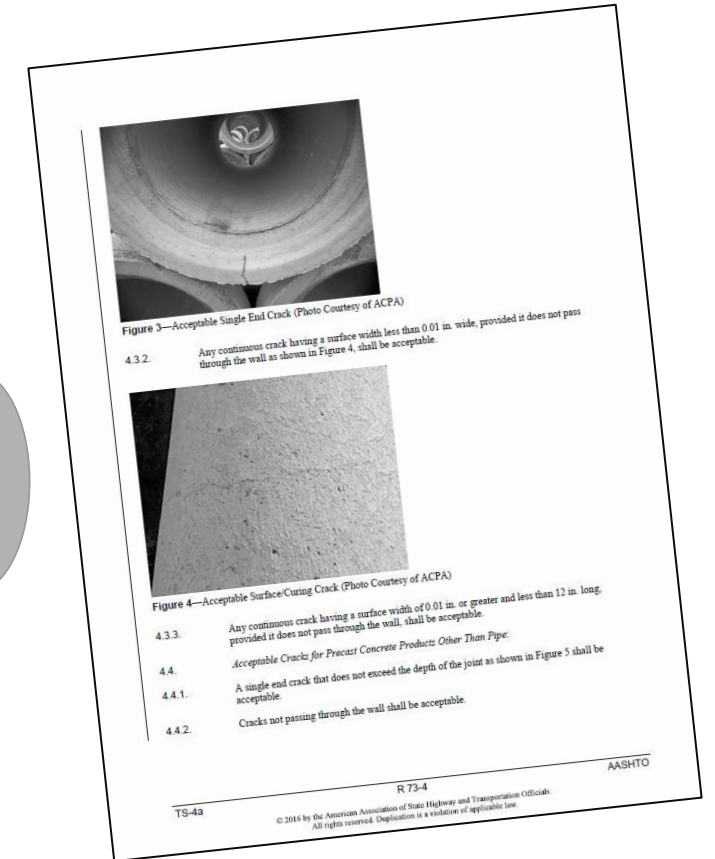 Figure 3—Acceptable Single End Crack (Photo Courtesy of ACPA)
4.3.2. Any continuous crack having a surface width less than 0.01 in. wide, provided it does not pass
through the wall as shown in Figure 4, shall be acceptable.
Figure 4—Acceptable Surface/Curing Crack (Photo Courtesy of ACPA)
4.3.3. Any continuous crack having a surface width of 0.01 in. or greater and less than 12 in. long,
provided it does not pass through the wall, shall be acceptable.
4.4. Acceptable Cracks for Precast Concrete Products Other Than Pipe:
4.4.1. A single end crack that does not exceed the depth of the joint as shown in Figure 5 shall be
acceptable.
4.4.2. Cracks not passing through the wall shall be acceptable.
TS-4a R 73-4 AASHTO
© 2016 by the American Association of State Highway and Transportation Officials.
All rights reserved. Duplication is a violation of applicable law.